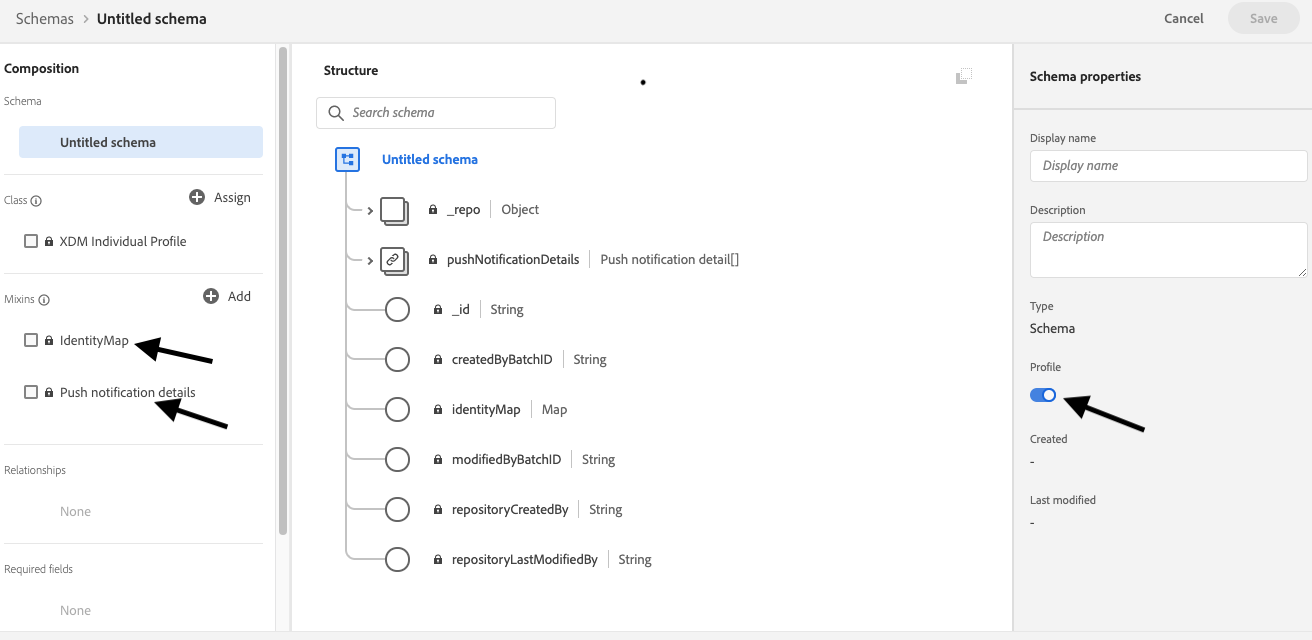 Schemas > Untitled schema
Cancel
Save
Composition
Schema
Untitled schema
Class
Assign
XDM Individual Profile
Mixins
Add
IdentityMap
Push notification details
Relationships
None
Required fields
None
Structure
Search schema
Untitled schema
_repo | Object
pushNotificationDetails | Push notification detail[]
_id | String
createdByBatchID | String
identityMap | Map
modifiedByBatchID | String
repositoryCreatedBy | String
repositoryLastModifiedBy | String
Schema properties
Display name
Display name
Description
Description
Type
Schema
Profile
Created
-
Last modified
-